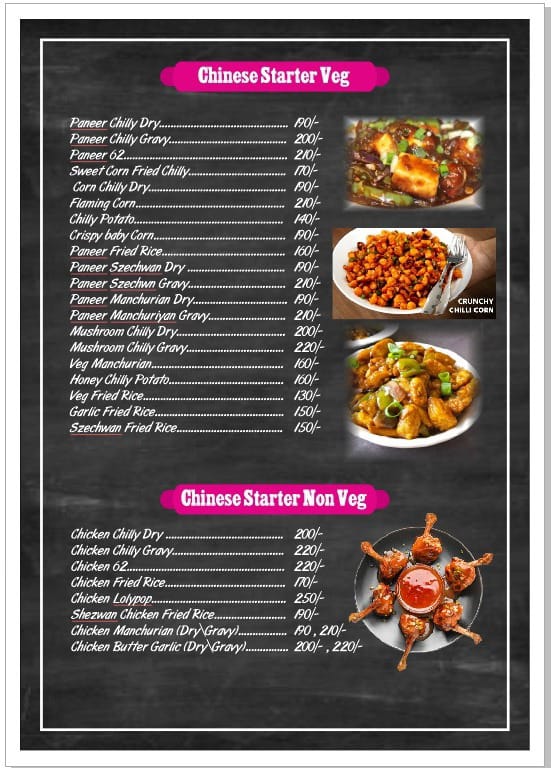 Chinese Starter Veg
Paneer Chilly Dry............................................ 190/-
Paneer Chilly Gravy........................................ 200/-
Paneer 62........................................................ 210/-
Sweet Corn Fried Chilly................................. 170/-
Corn Chilly Dry............................................... 190/-
Flaming Corn.................................................... 210/-
Chilly Potato................................................... 140/-
Crispy baby Corn............................................. 190/-
Paneer Fried Rice.......................................... 160/-
Paneer Szechwan Dry .................................. 190/-
Paneer Szechwn Gravy................................... 210/-
Paneer Manchurian Dry................................ 190/-
Paneer Manchuriyan Gravy........................... 210/-
Mushroom Chilly Dry..................................... 200/-
Mushroom Chilly Gravy.................................. 220/-
Veg Manchurian.............................................. 160/-
Honey Chilly Potato....................................... 160/-
Veg Fried Rice................................................ 130/-
Garlic Fried Rice............................................ 150/-
Szechwan Fried Rice.................................... 150/-
CRUNCHY
CHILLI CORN
Chinese Starter Non Veg
Chicken Chilly Dry ........................................ 200/-
Chicken Chilly Gravy...................................... 220/-
Chicken 62...................................................... 220/-
Chicken Fried Rice......................................... 170/-
Chicken Lolypop............................................. 250/-
Shezwan Chicken Fried Rice........................ 190/-
Chicken Manchurian (Dry\Gravy)................ 190 , 210/-
Chicken Butter Garlic (Dry\Gravy).............. 200/- , 220/-